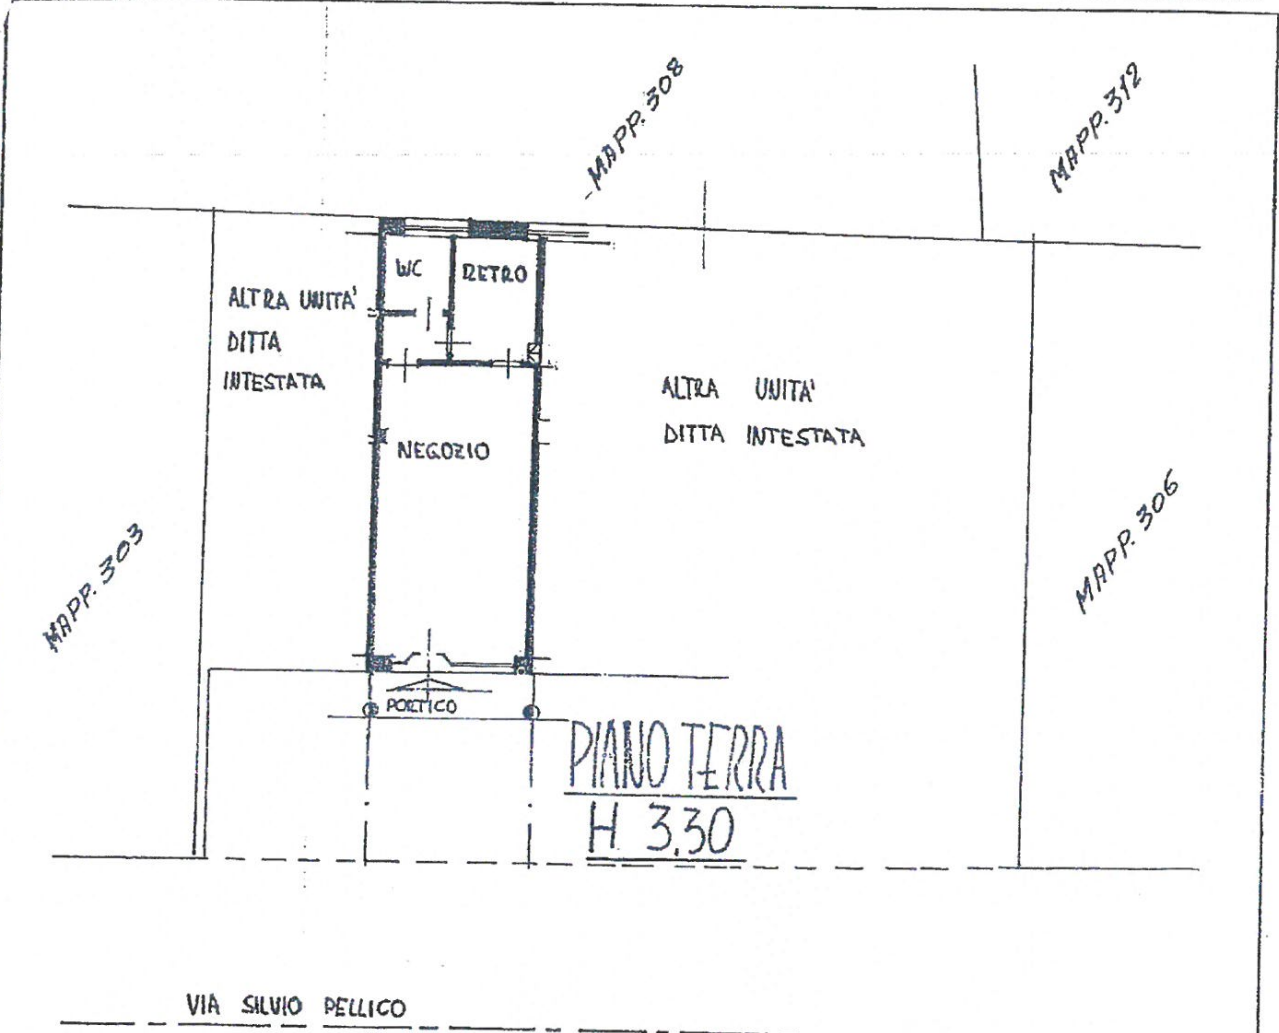 MAPP. 308
MAPP. 312
WC
RETRO
ALTRA UNITA'
DITTA
INTESTATA
ALTRA UNITA'
DITTA INTESTATA
NEGOZIO
MAPP. 303
MAPP. 306
PORTICO
PIANO TERRA
H 3,30
VIA SILVIO PELLICO